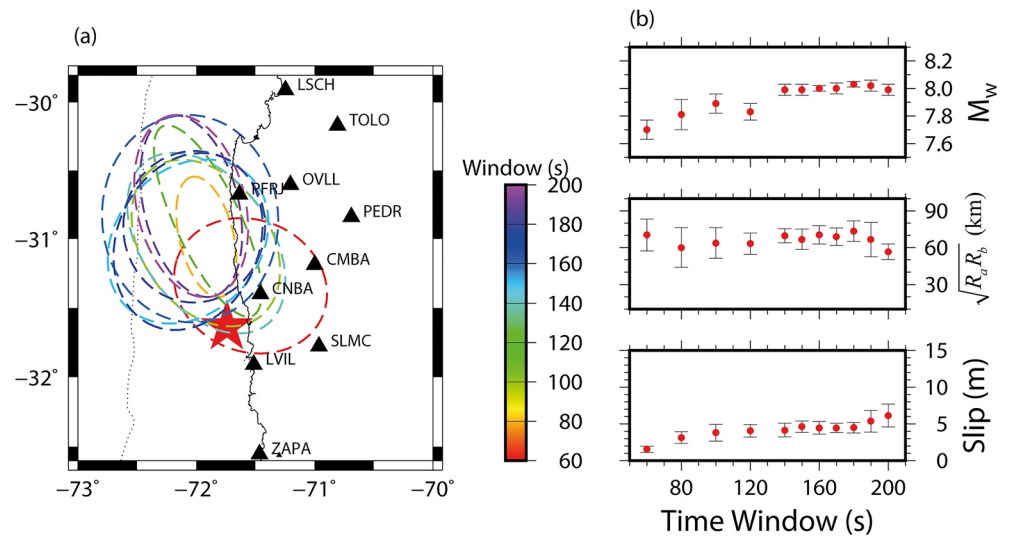 (a)
(b)
LSCH
TOLO
OVLL
PFRJ
PEDR
CMBA
CNBA
SLMC
LVIL
ZAPA
−30°
−31°
−32°
−73°
−72°
−71°
−70°
Window (s)
200
180
160
140
120
100
80
60
8.2
8.0
7.8
7.6
Mw
90
60
30
√RaRb (km)
15
10
5
0
Slip (m)
80
120
160
200
Time Window (s)